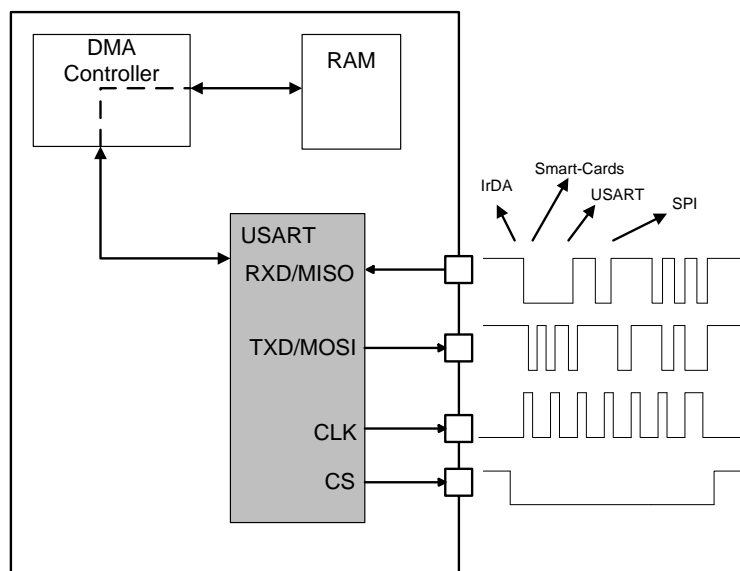 DMA
Controller
RAM
Smart-Cards
IrDA
USART
SPI
USART
RXD/MISO
TXD/MOSI
CLK
CS